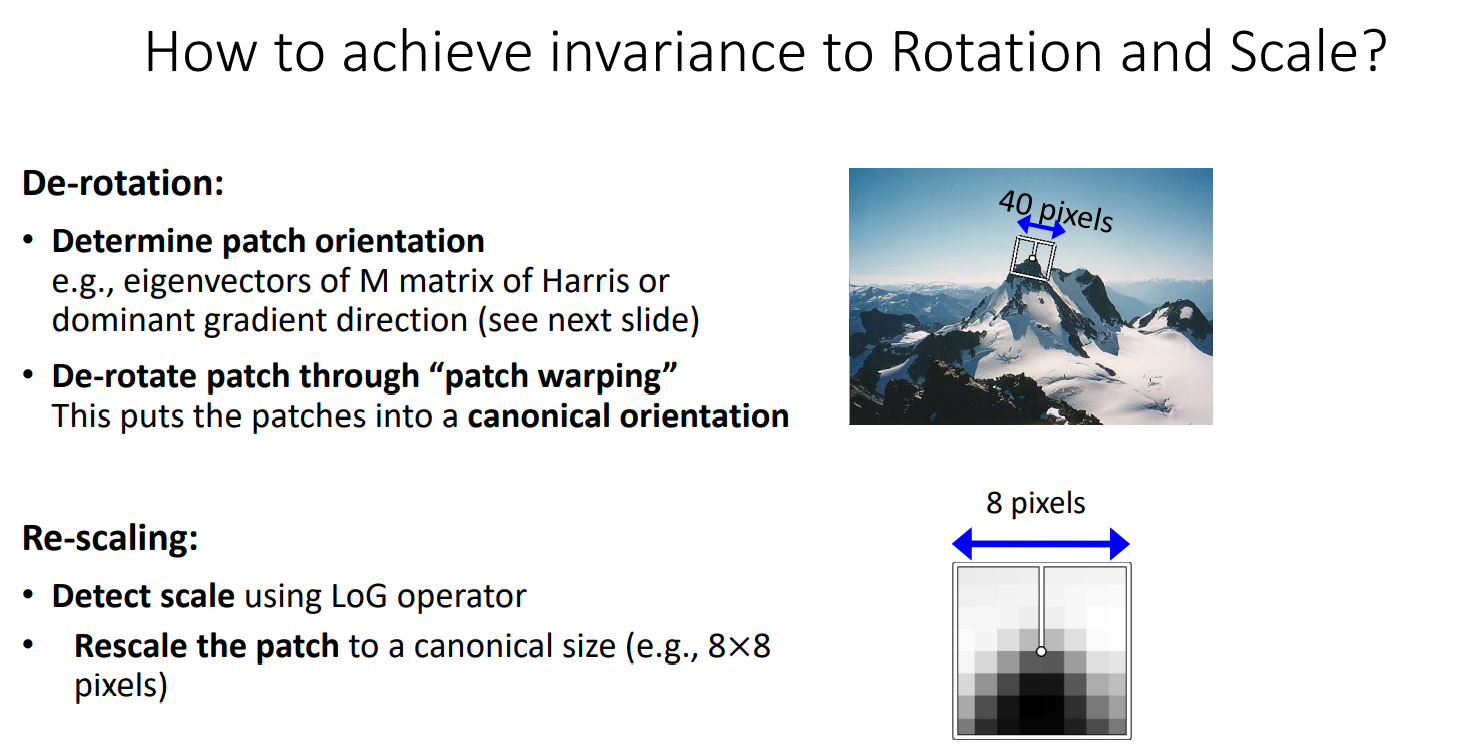 How to achieve invariance to Rotation and Scale?
De-rotation:
• Determine patch orientation
e.g., eigenvectors of M matrix of Harris or
dominant gradient direction (see next slide)
• De-rotate patch through “patch warping”
This puts the patches into a canonical orientation
40 pixels
Re-scaling:
• Detect scale using LoG operator
• Rescale the patch to a canonical size (e.g., 8×8
pixels)
8 pixels